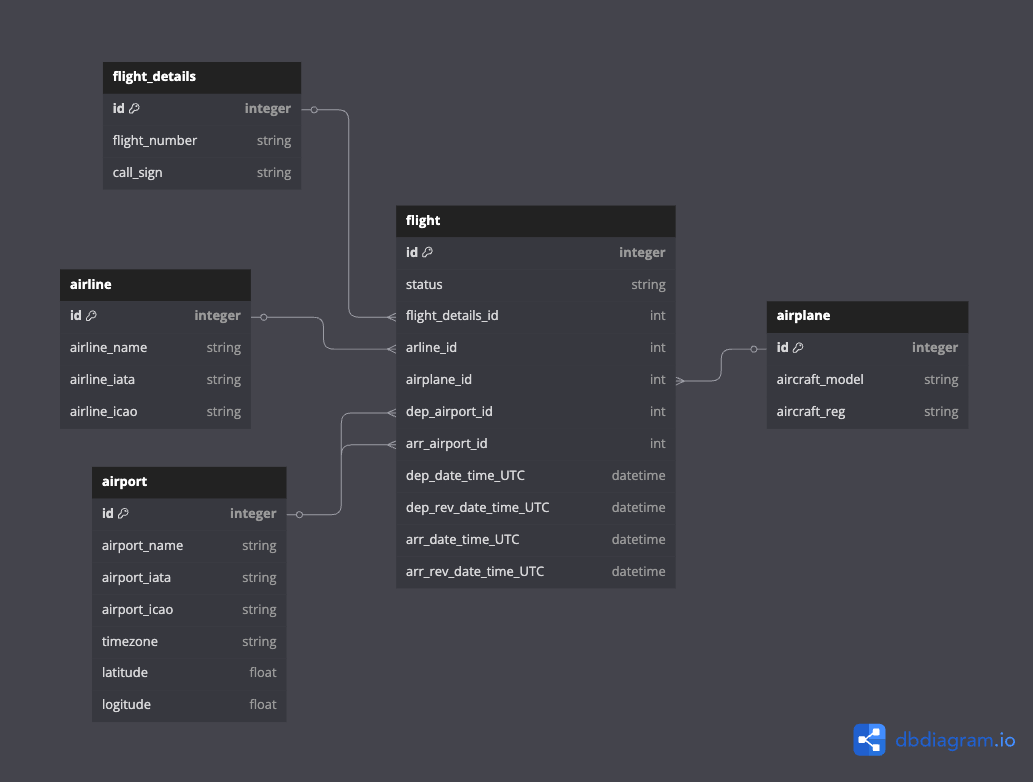 flight_details
id integer
flight_number string
call_sign string
flight
id integer
status string
flight_details_id int
arline_id int
airplane_id int
dep_airport_id int
arr_airport_id int
dep_date_time_UTC datetime
dep_rev_date_time_UTC datetime
arr_date_time_UTC datetime
arr_rev_date_time_UTC datetime
airline
id integer
airline_name string
airline_iata string
airline_icao string
airplane
id integer
aircraft_model string
aircraft_reg string
airport
id integer
airport_name string
airport_iata string
airport_icao string
timezone string
latitude float
logitude float
dbdiagram.io